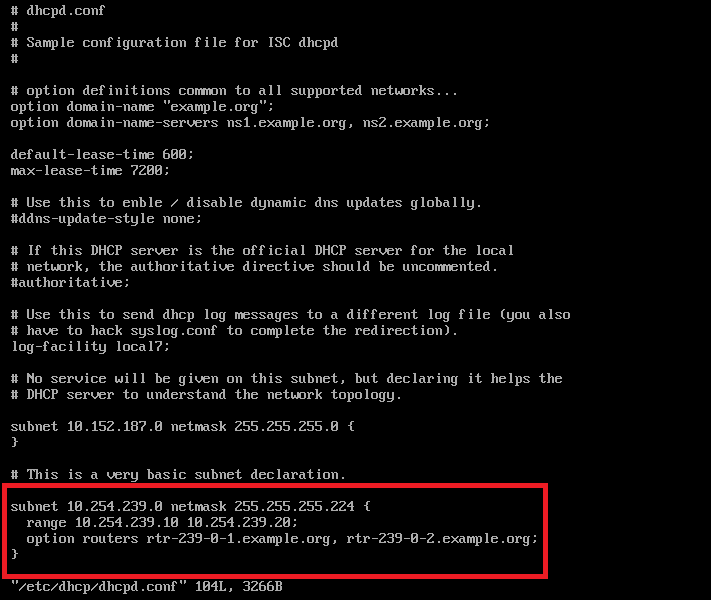 # dhcpd.conf
#
# Sample configuration file for ISC dhcpd
#
# option definitions common to all supported networks...
option domain-name "example.org";
option domain-name-servers ns1.example.org, ns2.example.org;
default-lease-time 600;
max-lease-time 7200;
# Use this to enble / disable dynamic dns updates globally.
#ddns-update-style none;
# If this DHCP server is the official DHCP server for the local
# network, the authoritative directive should be uncommented.
#authoritative;
# Use this to send dhcp log messages to a different log file (you also
# have to hack syslog.conf to complete the redirection).
log-facility local7;
# No service will be given on this subnet, but declaring it helps the
# DHCP server to understand the network topology.
subnet 10.152.187.0 netmask 255.255.255.0 {
}
# This is a very basic subnet declaration.
subnet 10.254.239.0 netmask 255.255.255.224 {
  range 10.254.239.10 10.254.239.20;
  option routers rtr-239-0-1.example.org, rtr-239-0-2.example.org;
}
"/etc/dhcp/dhcpd.conf" 104L, 3266B